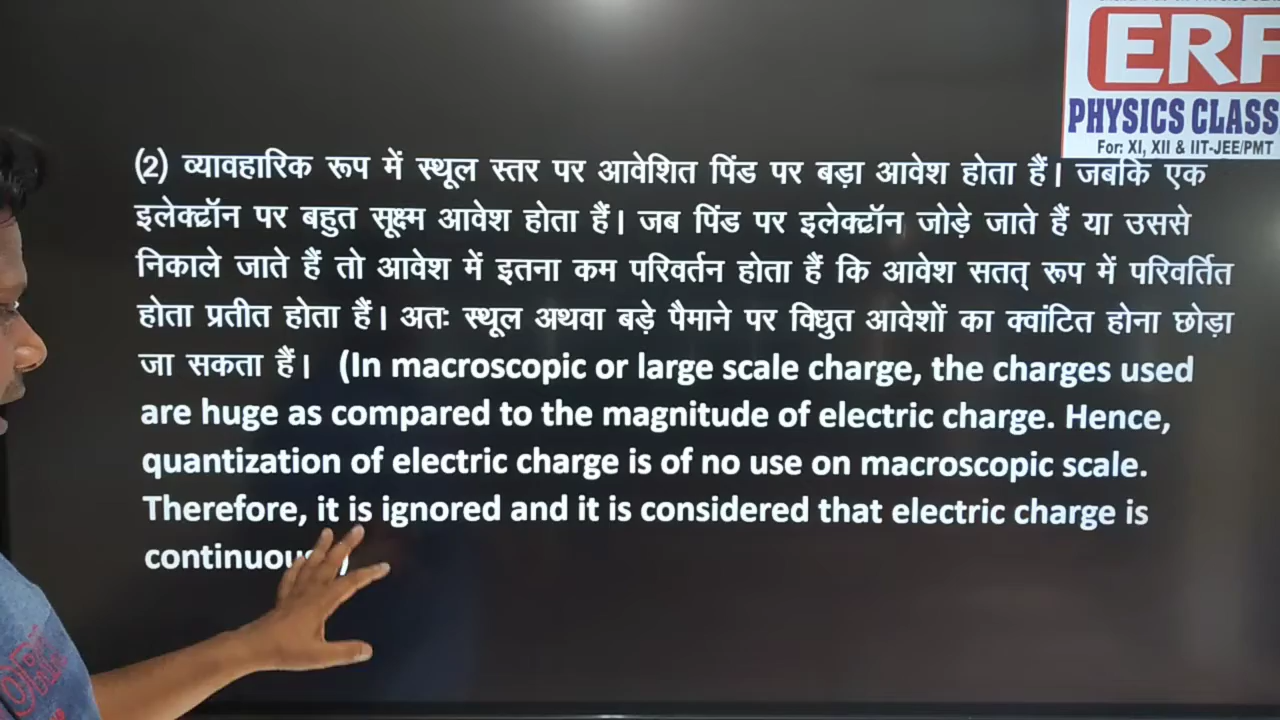 ERF
PHYSICS CLASS
For: XI, XII & IIT-JEE/PMT
(2) व्यावहारिक रूप में स्थूल स्तर पर आवेशित पिंड पर बड़ा आवेश होता हैं। जबकि एक
इलेक्ट्रॉन पर बहुत सूक्ष्म आवेश होता हैं। जब पिंड पर इलेक्ट्रॉन जोड़े जाते हैं या उससे
निकाले जाते हैं तो आवेश में इतना कम परिवर्तन होता हैं कि आवेश सतत् रूप में परिवर्तित
होता प्रतीत होता हैं। अतः स्थूल अथवा बड़े पैमाने पर विधुत आवेशों का क्वांटित होना छोड़ा
जा सकता हैं। (In macroscopic or large scale charge, the charges used
are huge as compared to the magnitude of electric charge. Hence,
quantization of electric charge is of no use on macroscopic scale.
Therefore, it is ignored and it is considered that electric charge is
continuous